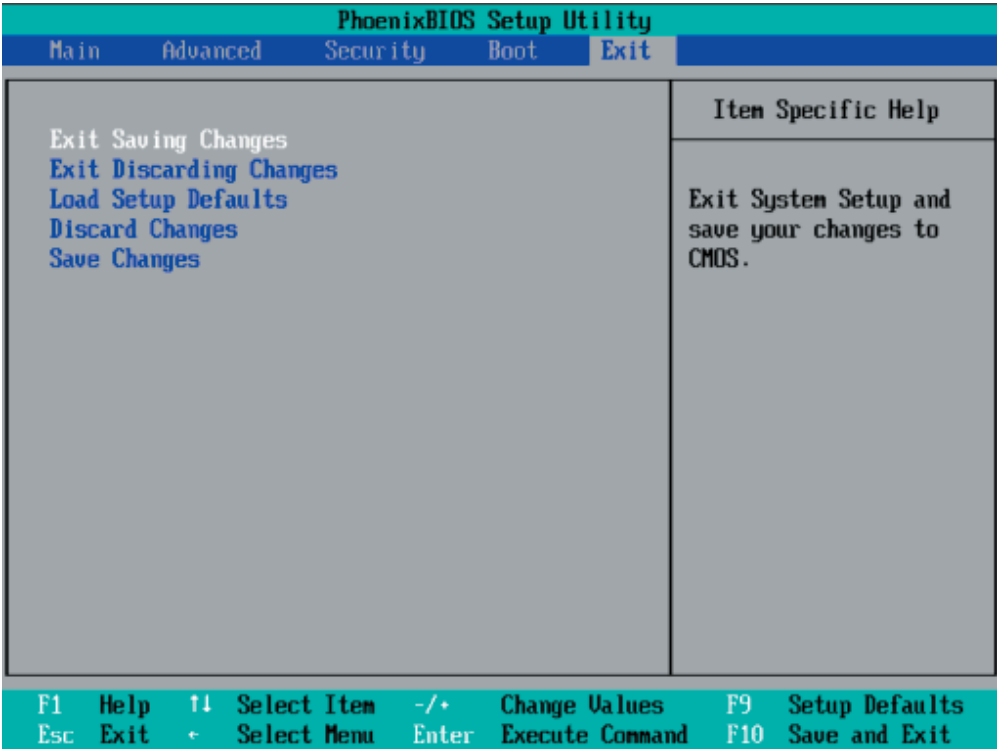 PhoenixBIOS Setup Utility
Main Advanced Security Boot Exit
Item Specific Help
Exit Saving Changes
Exit Discarding Changes
Load Setup Defaults
Discard Changes
Save Changes
Exit System Setup and
save your changes to
CMOS.
F1 Help ↑↓ Select Item -/+ Change Values F9 Setup Defaults
Esc Exit ← Select Menu Enter Execute Command F10 Save and Exit